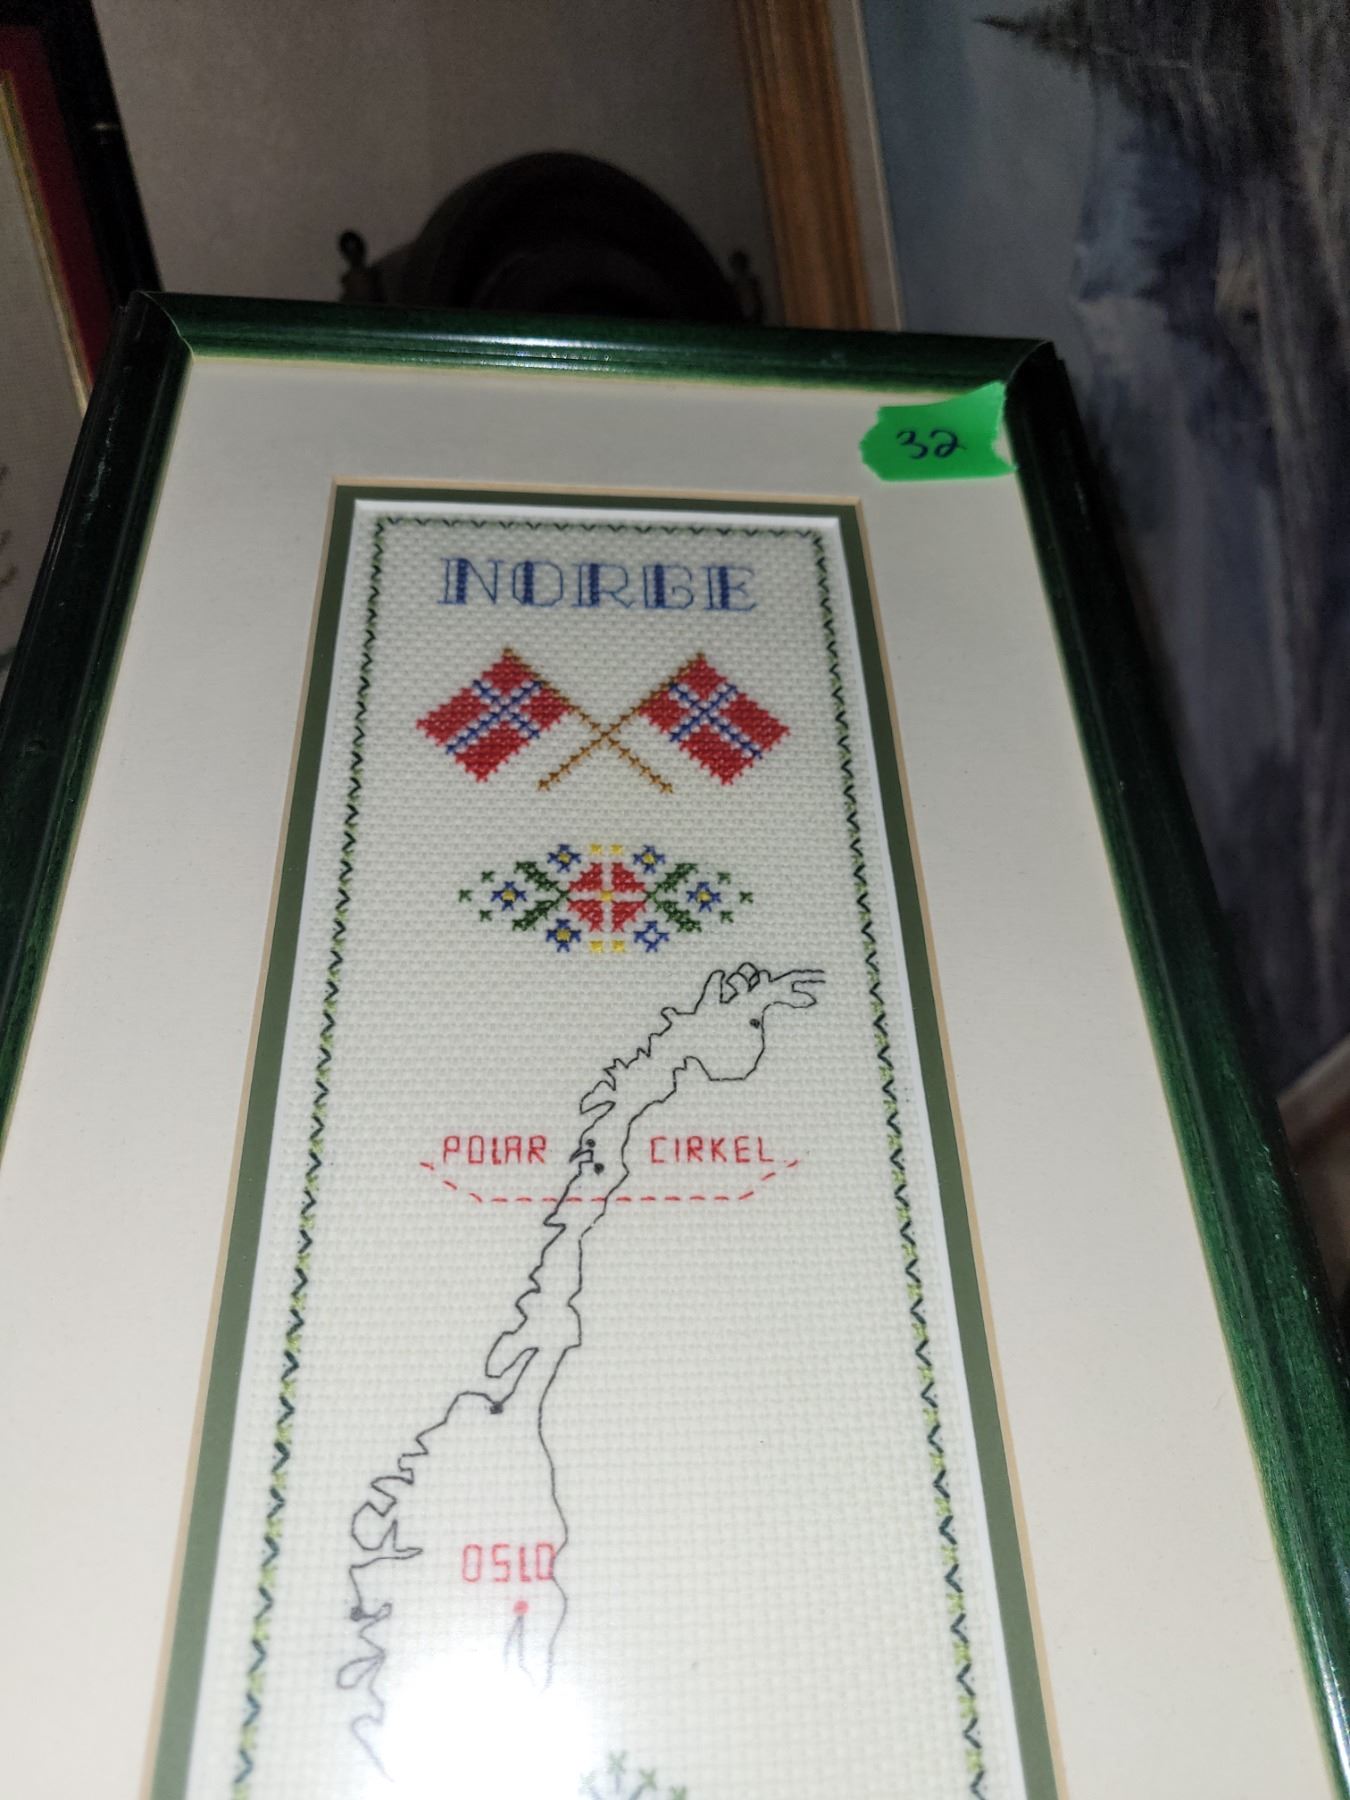 32
NORGE
POLAR CIRKEL
OSLO